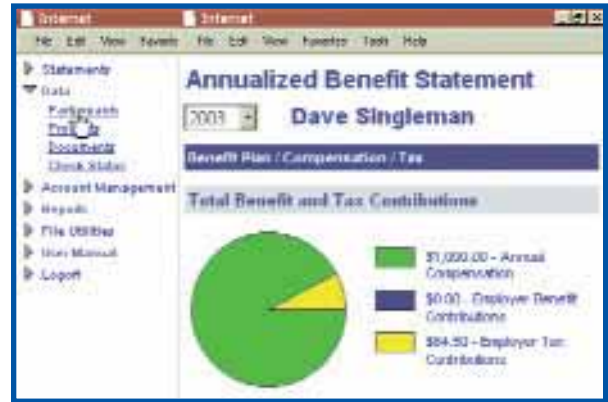 Internet
Internet
File Edit View Favorite
File Edit View Favorites Tools Help
Statements
Data
Documents
Check Status
Account Management
Reports
File Utilities
User Manual
Logoff
Annualized Benefit Statement
2003 Dave Singleman
Benefit Plan / Compensation / Tax
Total Benefit and Tax Contributions
$1,000.00 - Annual
Compensation
$0.00 - Employer Benefit
Contributions
$84.50 - Employer Tax
Contributions